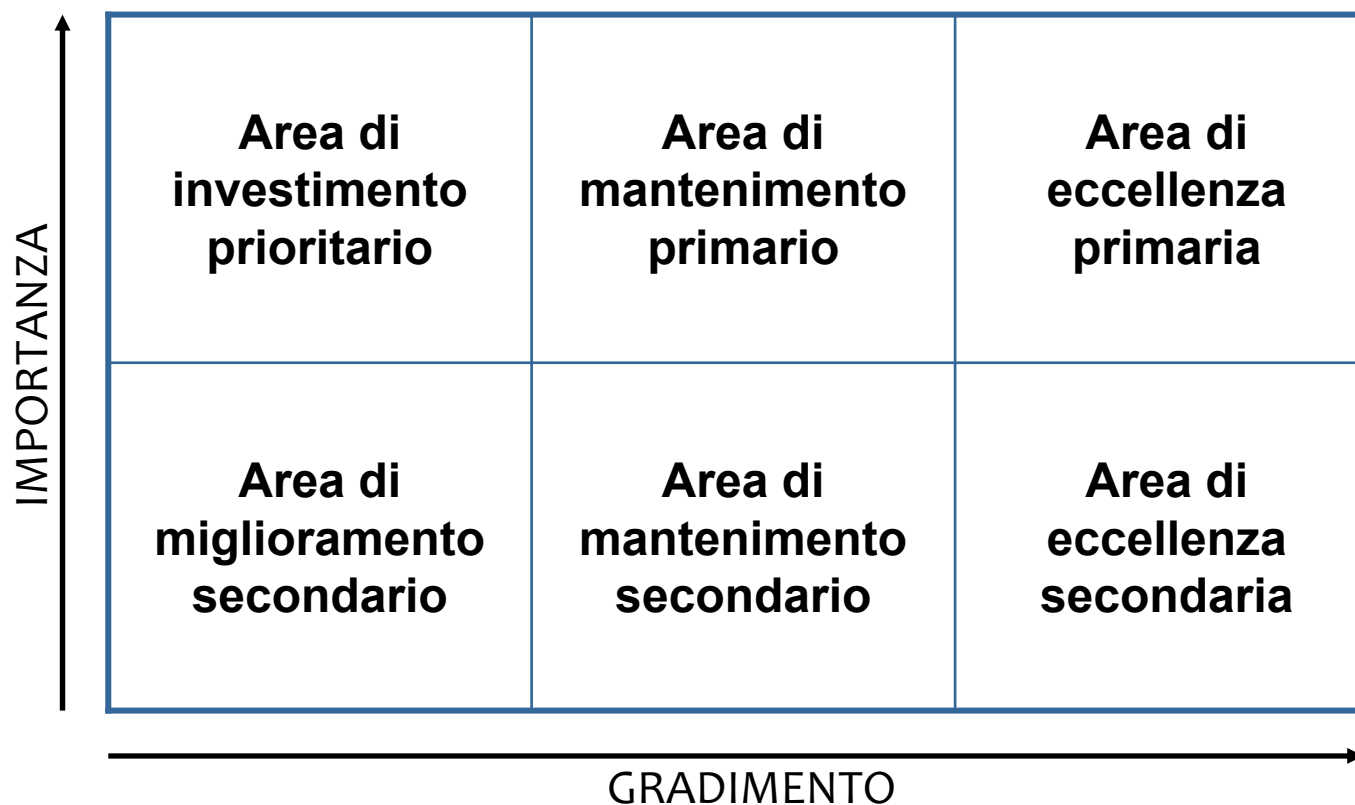 IMPORTANZA
Area di
investimento
prioritario
Area di
mantenimento
primario
Area di
eccellenza
primaria
Area di
miglioramento
secondario
Area di
mantenimento
secondario
Area di
eccellenza
secondaria
GRADIMENTO